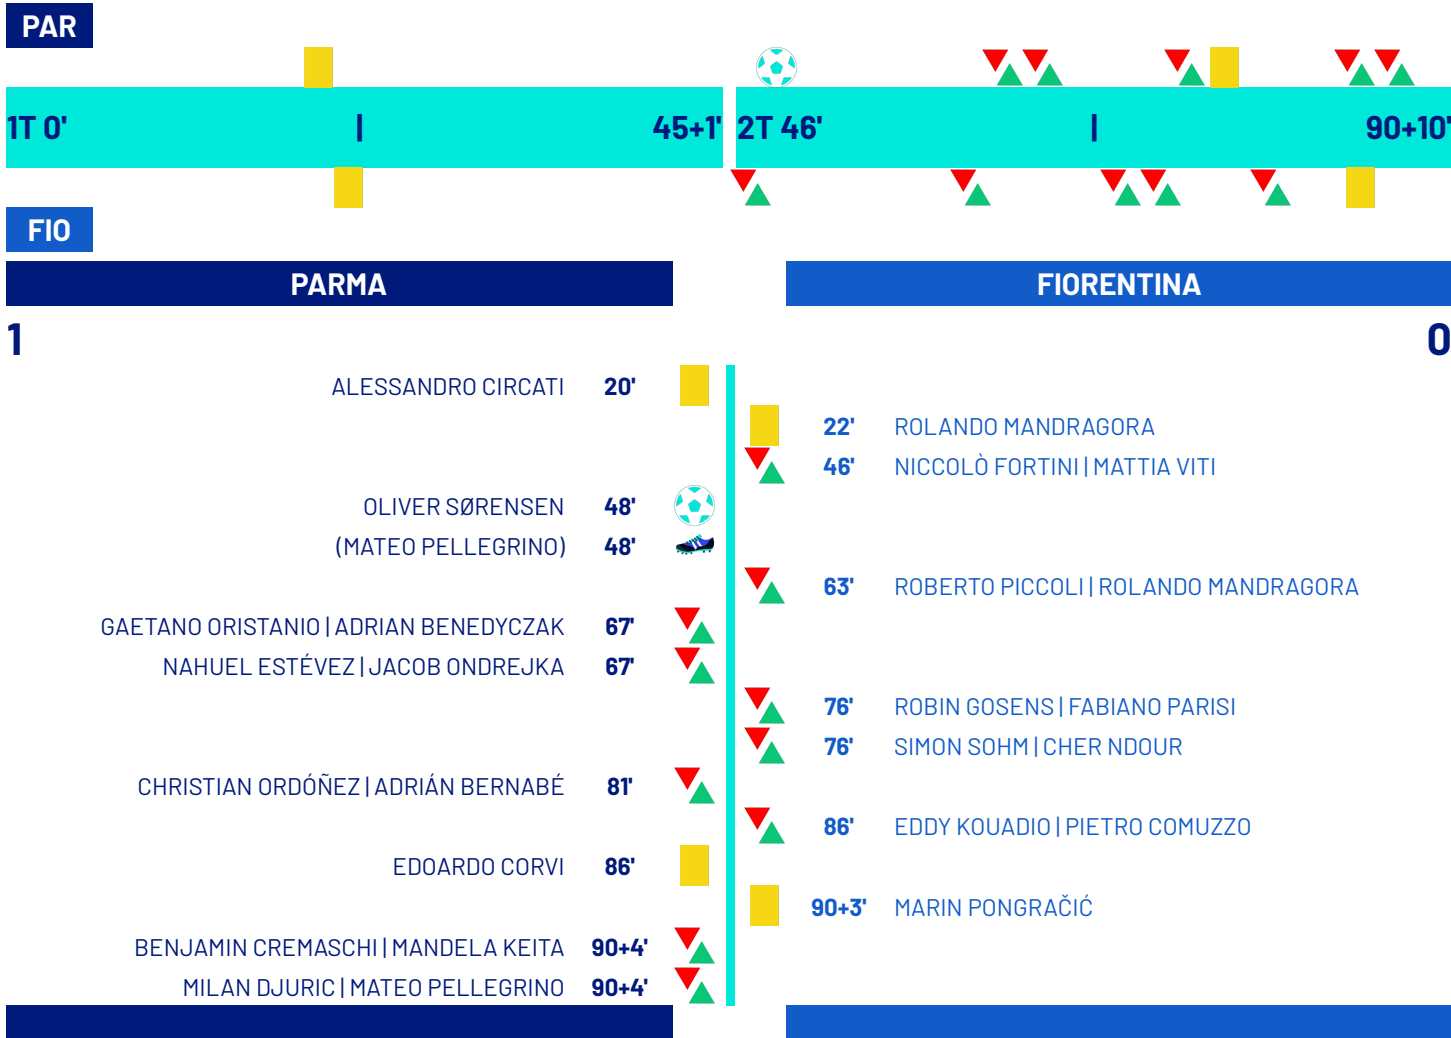 PAR
1T 0' | 45+1' 2T 46' | 90+10'
FIO
PARMA FIORENTINA
1 0
ALESSANDRO CIRCATI 20'
22' ROLANDO MANDRAGORA
46' NICCOLÒ FORTINI | MATTIA VITI
OLIVER SØRENSEN 48'
(MATEO PELLEGRINO) 48'
63' ROBERTO PICCOLI | ROLANDO MANDRAGORA
GAETANO ORISTANIO | ADRIAN BENEDYCZAK 67'
NAHUEL ESTÉVEZ | JACOB ONDREJKA 67'
76' ROBIN GOSENS | FABIANO PARISI
76' SIMON SOHM | CHER NDOUR
CHRISTIAN ORDÓÑEZ | ADRIÁN BERNABÉ 81'
86' EDDY KOUADIO | PIETRO COMUZZO
EDOARDO CORVI 86'
90+3' MARIN PONGRAČIĆ
BENJAMIN CREMASCHI | MANDELA KEITA 90+4'
MILAN DJURIC | MATEO PELLEGRINO 90+4'